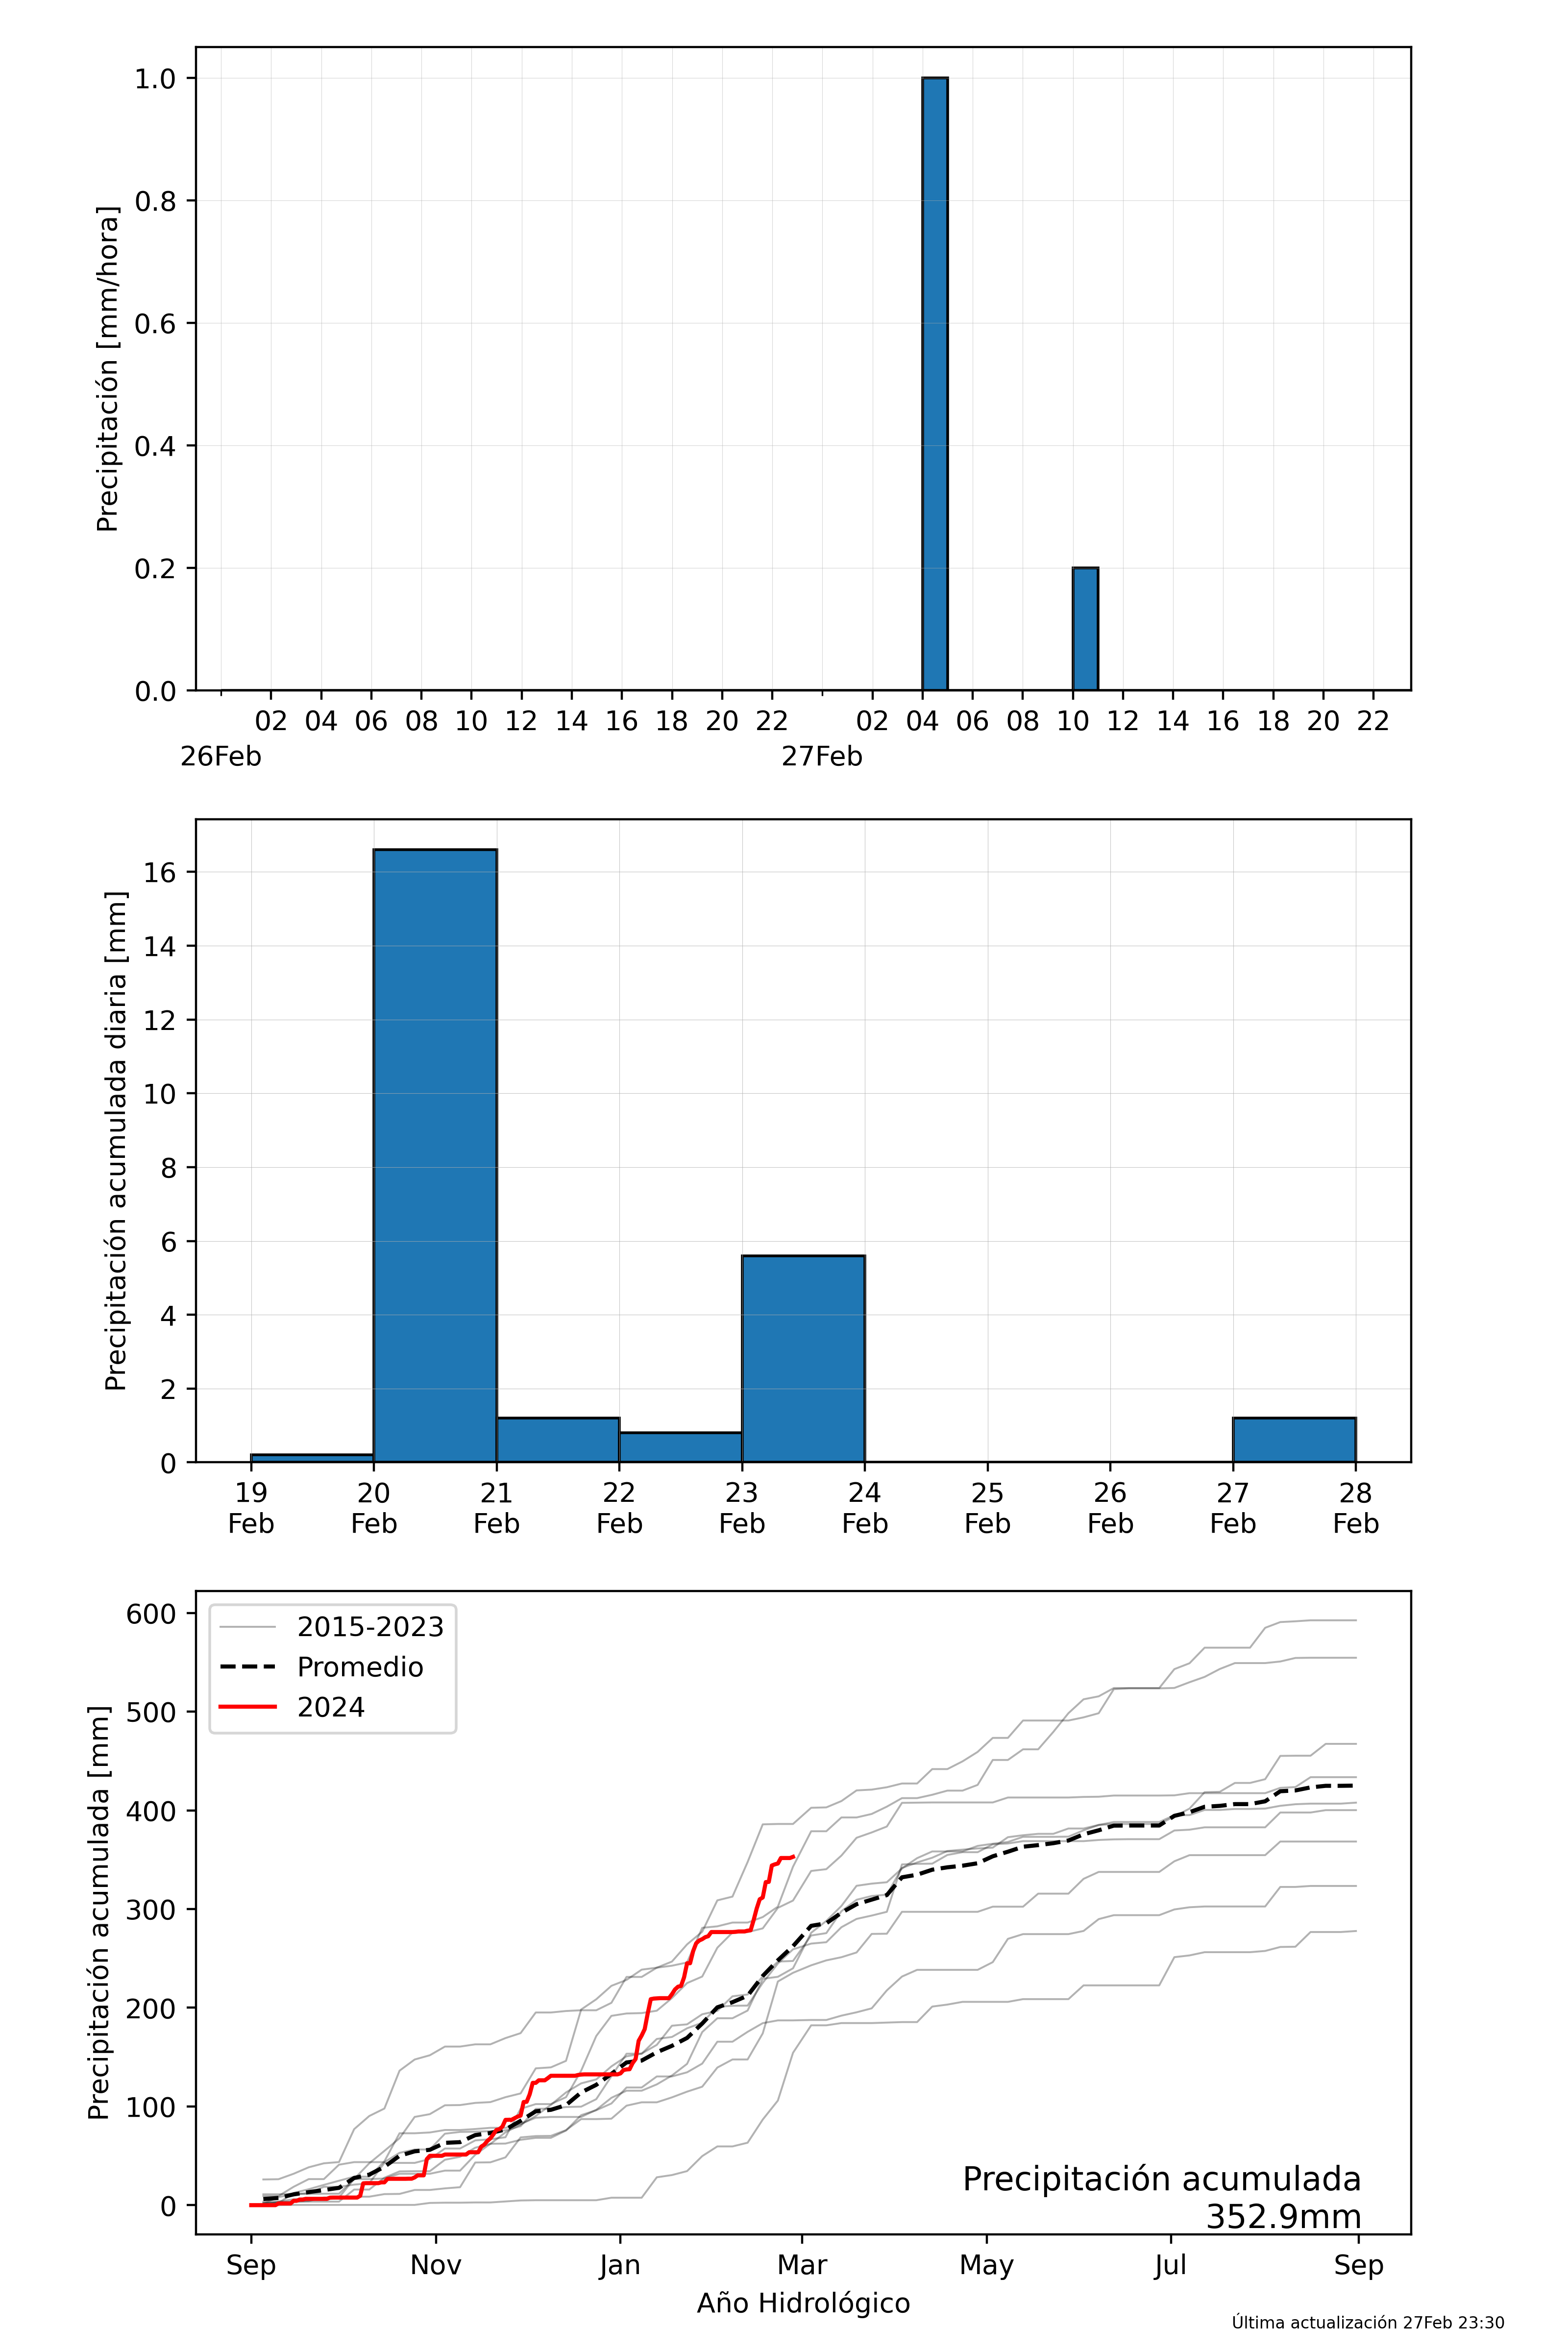 Precipitación [mm/hora]
1.0
0.8
0.6
0.4
0.2
0.0
02 04 06 08 10 12 14 16 18 20 22 02 04 06 08 10 12 14 16 18 20 22
26Feb 27Feb
Precipitación acumulada diaria [mm]
16
14
12
10
8
6
4
2
0
19 20 21 22 23 24 25 26 27 28
Feb Feb Feb Feb Feb Feb Feb Feb Feb Feb
Precipitación acumulada [mm]
600
500
400
300
200
100
0
2015-2023
Promedio
2024
Precipitación acumulada
352.9mm
Sep Nov Jan Mar May Jul Sep
Año Hidrológico
Última actualización 27Feb 23:30